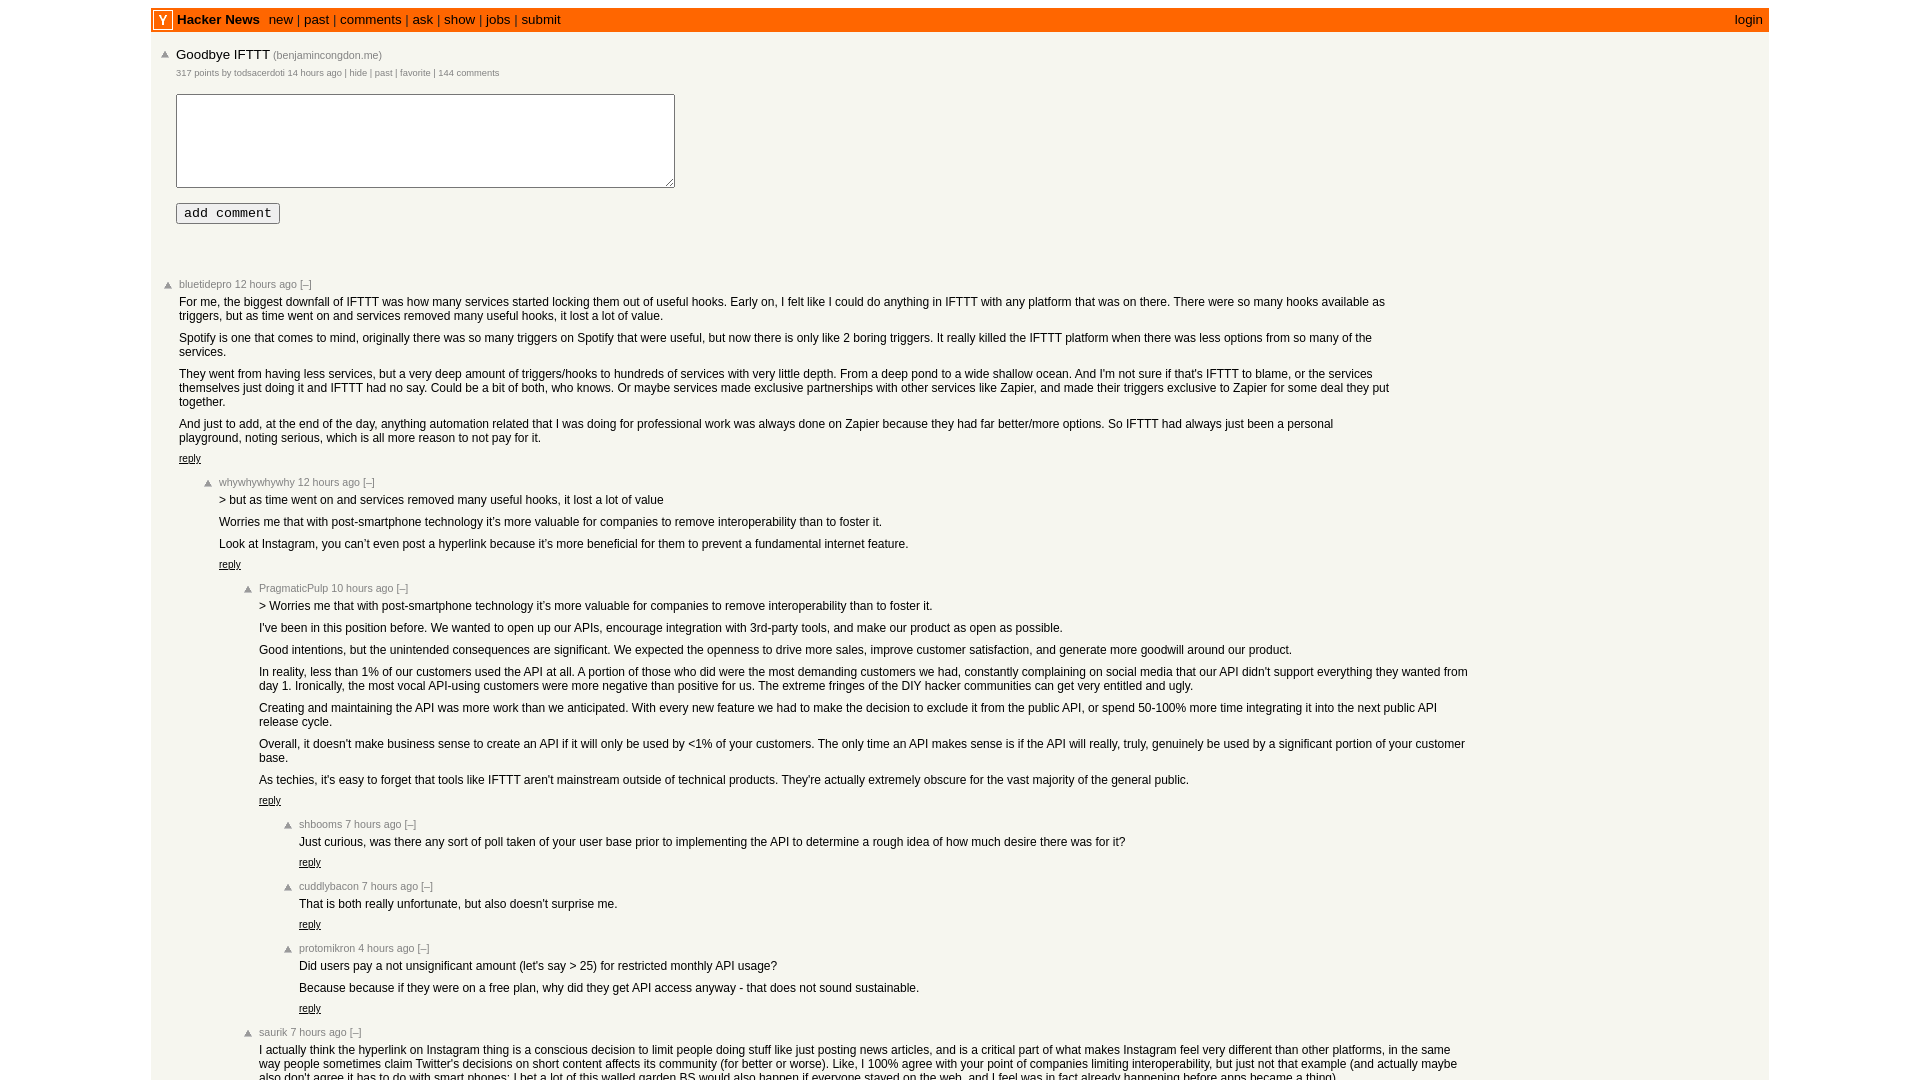 Y Hacker News new | past | comments | ask | show | jobs | submit login
Goodbye IFTTT (benjamincongdon.me)
317 points by todsacerdoti 14 hours ago | hide | past | favorite | 144 comments
add comment
bluetidepro 12 hours ago [–]
For me, the biggest downfall of IFTTT was how many services started locking them out of useful hooks. Early on, I felt like I could do anything in IFTTT with any platform that was on there. There were so many hooks available as
triggers, but as time went on and services removed many useful hooks, it lost a lot of value.
Spotify is one that comes to mind, originally there was so many triggers on Spotify that were useful, but now there is only like 2 boring triggers. It really killed the IFTTT platform when there was less options from so many of the
services.
They went from having less services, but a very deep amount of triggers/hooks to hundreds of services with very little depth. From a deep pond to a wide shallow ocean. And I'm not sure if that's IFTTT to blame, or the services
themselves just doing it and IFTTT had no say. Could be a bit of both, who knows. Or maybe services made exclusive partnerships with other services like Zapier, and made their triggers exclusive to Zapier for some deal they put
together.
And just to add, at the end of the day, anything automation related that I was doing for professional work was always done on Zapier because they had far better/more options. So IFTTT had always just been a personal
playground, noting serious, which is all more reason to not pay for it.
reply
whywhywhywhy 12 hours ago [–]
> but as time went on and services removed many useful hooks, it lost a lot of value
Worries me that with post-smartphone technology it’s more valuable for companies to remove interoperability than to foster it.
Look at Instagram, you can’t even post a hyperlink because it’s more beneficial for them to prevent a fundamental internet feature.
reply
PragmaticPulp 10 hours ago [–]
> Worries me that with post-smartphone technology it’s more valuable for companies to remove interoperability than to foster it.
I've been in this position before. We wanted to open up our APIs, encourage integration with 3rd-party tools, and make our product as open as possible.
Good intentions, but the unintended consequences are significant. We expected the openness to drive more sales, improve customer satisfaction, and generate more goodwill around our product.
In reality, less than 1% of our customers used the API at all. A portion of those who did were the most demanding customers we had, constantly complaining on social media that our API didn't support everything they wanted from
day 1. Ironically, the most vocal API-using customers were more negative than positive for us. The extreme fringes of the DIY hacker communities can get very entitled and ugly.
Creating and maintaining the API was more work than we anticipated. With every new feature we had to make the decision to exclude it from the public API, or spend 50-100% more time integrating it into the next public API
release cycle.
Overall, it doesn't make business sense to create an API if it will only be used by <1% of your customers. The only time an API makes sense is if the API will really, truly, genuinely be used by a significant portion of your customer
base.
As techies, it's easy to forget that tools like IFTTT aren't mainstream outside of technical products. They're actually extremely obscure for the vast majority of the general public.
reply
shbooms 7 hours ago [–]
Just curious, was there any sort of poll taken of your user base prior to implementing the API to determine a rough idea of how much desire there was for it?
reply
cuddlybacon 7 hours ago [–]
That is both really unfortunate, but also doesn't surprise me.
reply
protomikron 4 hours ago [–]
Did users pay a not unsignificant amount (let's say > 25) for restricted monthly API usage?
Because because if they were on a free plan, why did they get API access anyway - that does not sound sustainable.
reply
saurik 7 hours ago [–]
I actually think the hyperlink on Instagram thing is a conscious decision to limit people doing stuff like just posting news articles, and is a critical part of what makes Instagram feel very different than other platforms, in the same
way people sometimes claim Twitter's decisions on short content affects its community (for better or worse). Like, I 100% agree with your point of companies limiting interoperability, but just not that example (and actually maybe
also don't agree it has to do with smart phones: I bet a lot of this walled garden BS would also happen if everyone stayed on the web, and I feel was in fact already happening before apps became a thing).